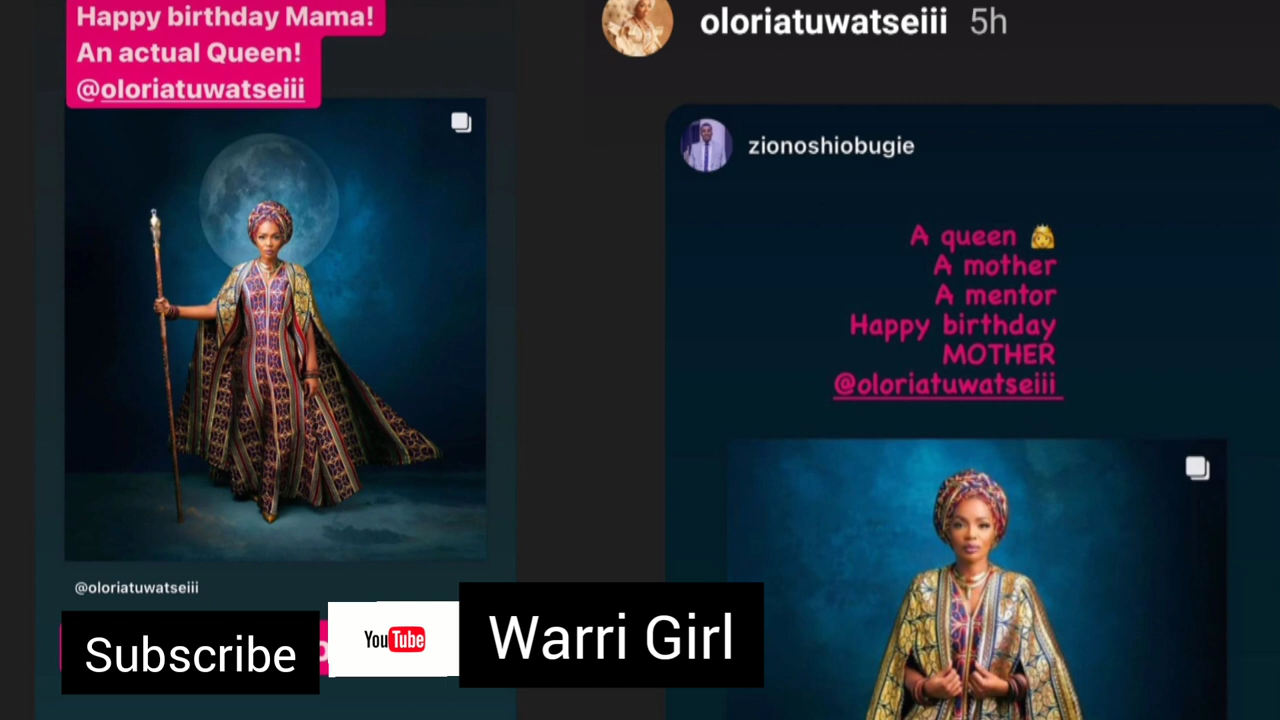 Happy birthday Mama!
An actual Queen!
@oloriatuwatseiii
@oloriatuwatseiii
Subscribe
YouTube
Warri Girl
oloriatuwatseiii 5h
zionoshiobugie
A queen 👸
A mother
A mentor
Happy birthday
MOTHER
@oloriatuwatseiii